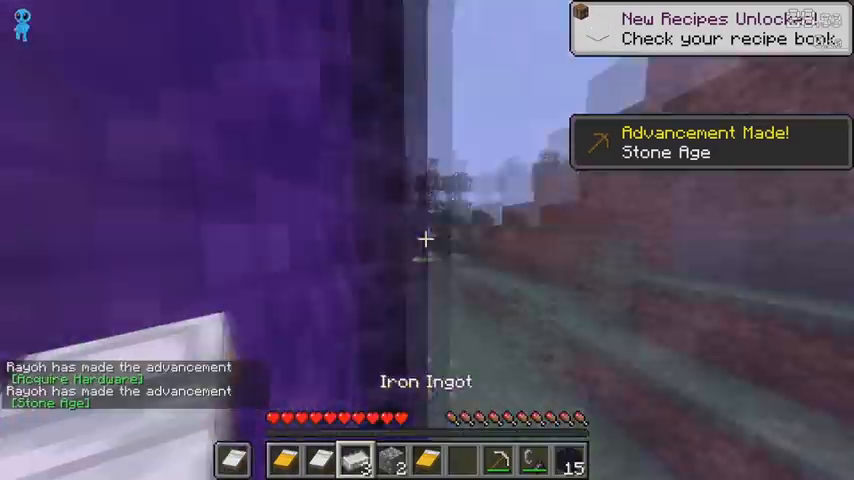 New Recipes Unlocked!
Check your recipe book
Advancement Made!
Stone Age
Rayoh has made the advancement
[Acquire Hardware]
Rayoh has made the advancement
[Stone Age]
Iron Ingot
3
2
15